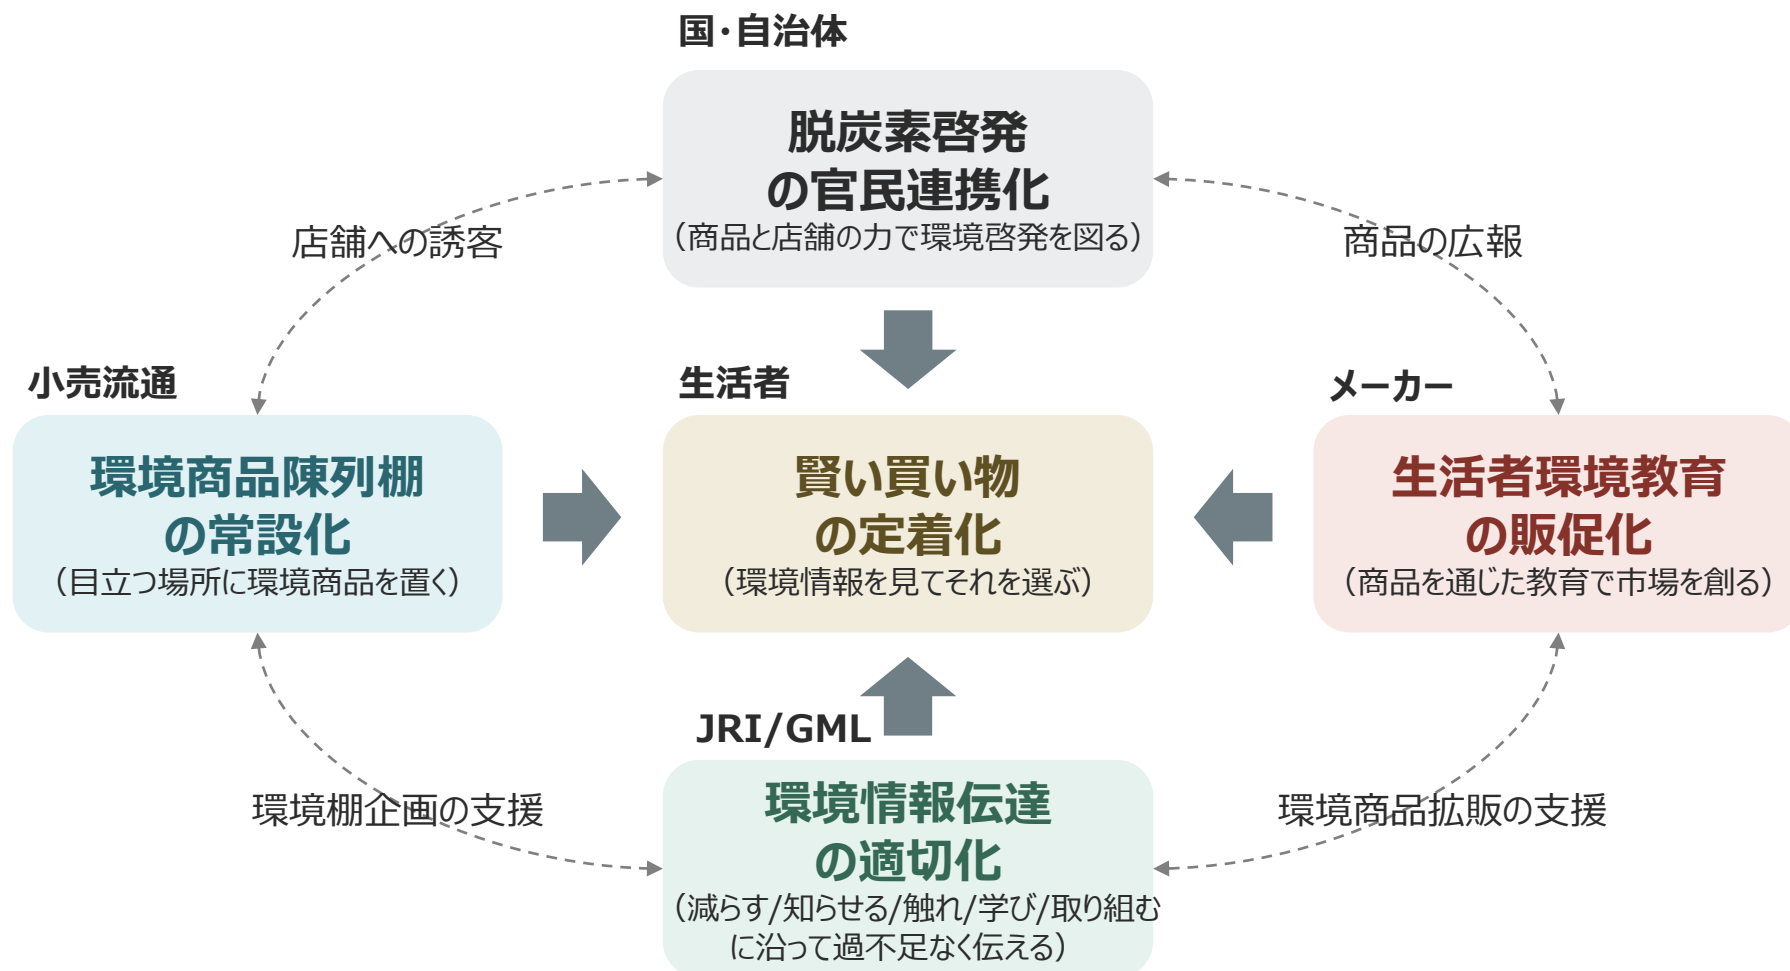 国・自治体
脱炭素啓発
の官民連携化
（商品と店舗の力で環境啓発を図る）
店舗への誘客
商品の広報
小売流通
環境商品陳列棚
の常設化
（目立つ場所に環境商品を置く）
生活者
賢い買い物
の定着化
（環境情報を見てそれを選ぶ）
メーカー
生活者環境教育
の販促化
（商品を通じた教育で市場を創る）
環境棚企画の支援
環境商品拡販の支援
JRI/GML
環境情報伝達
の適切化
（減らす/知らせる/触れ/学び/取り組む
に沿って過不足なく伝える）